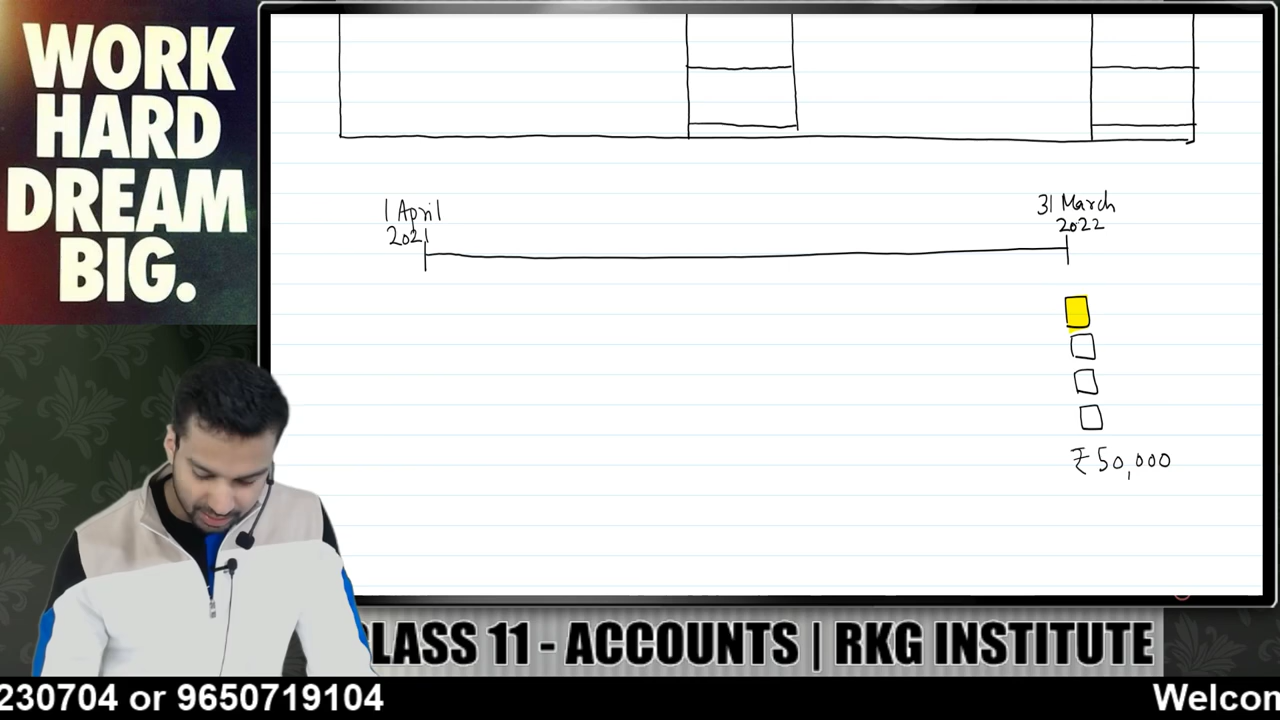 WORK
HARD
DREAM
BIG.
1 April
2021
31 March
2022
₹50,000
LASS 11 - ACCOUNTS | RKG INSTITUTE
230704 or 9650719104
Welcon